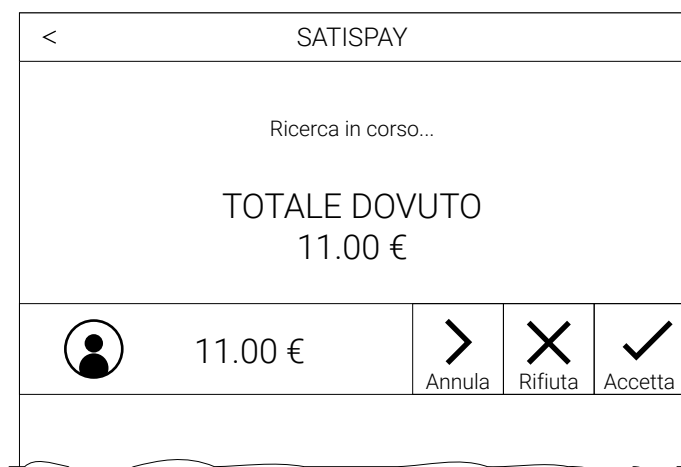 < SATISPAY
Ricerca in corso...
TOTALE DOVUTO
11.00 €
11.00 €
Annula Rifiuta Accetta